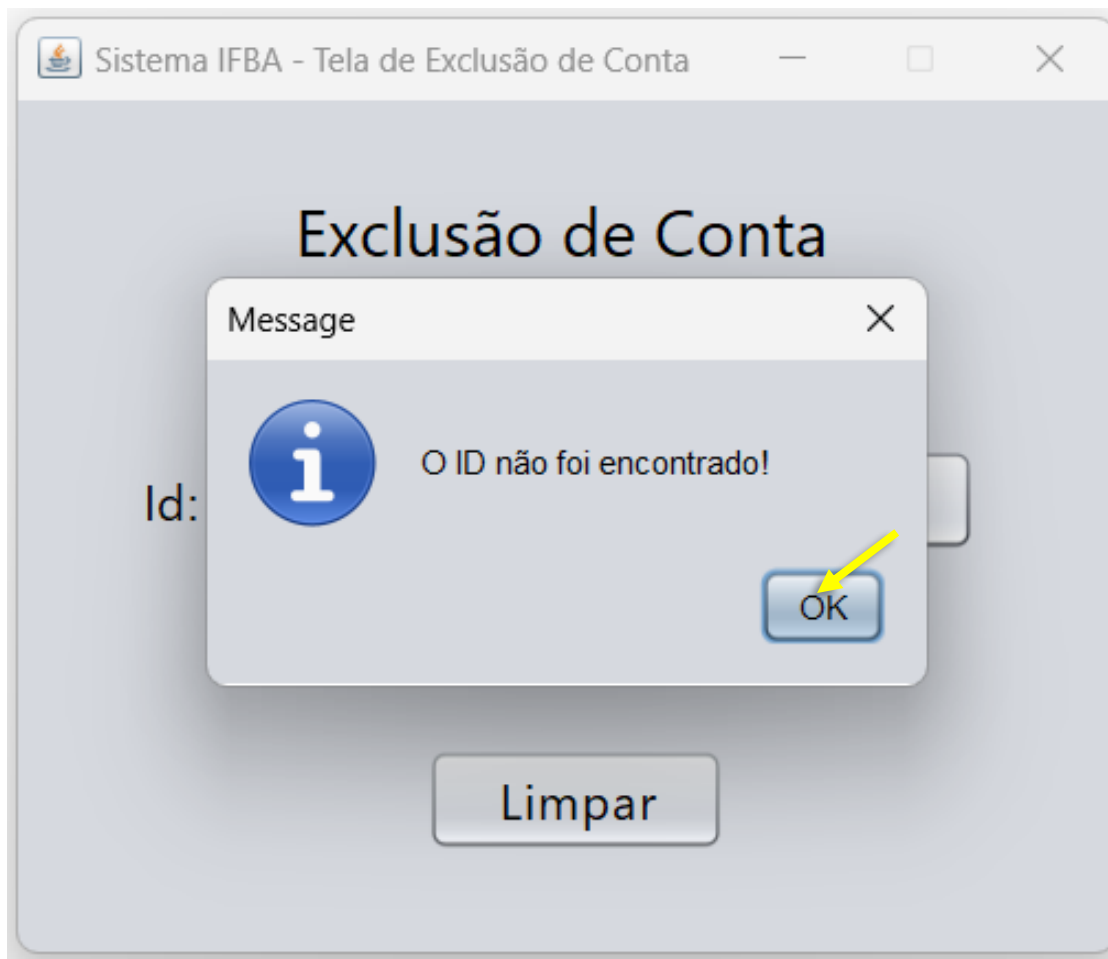 Sistema IFBA - Tela de Exclusão de Conta
Exclusão de Conta
Message
O ID não foi encontrado!
Id:
OK
Limpar